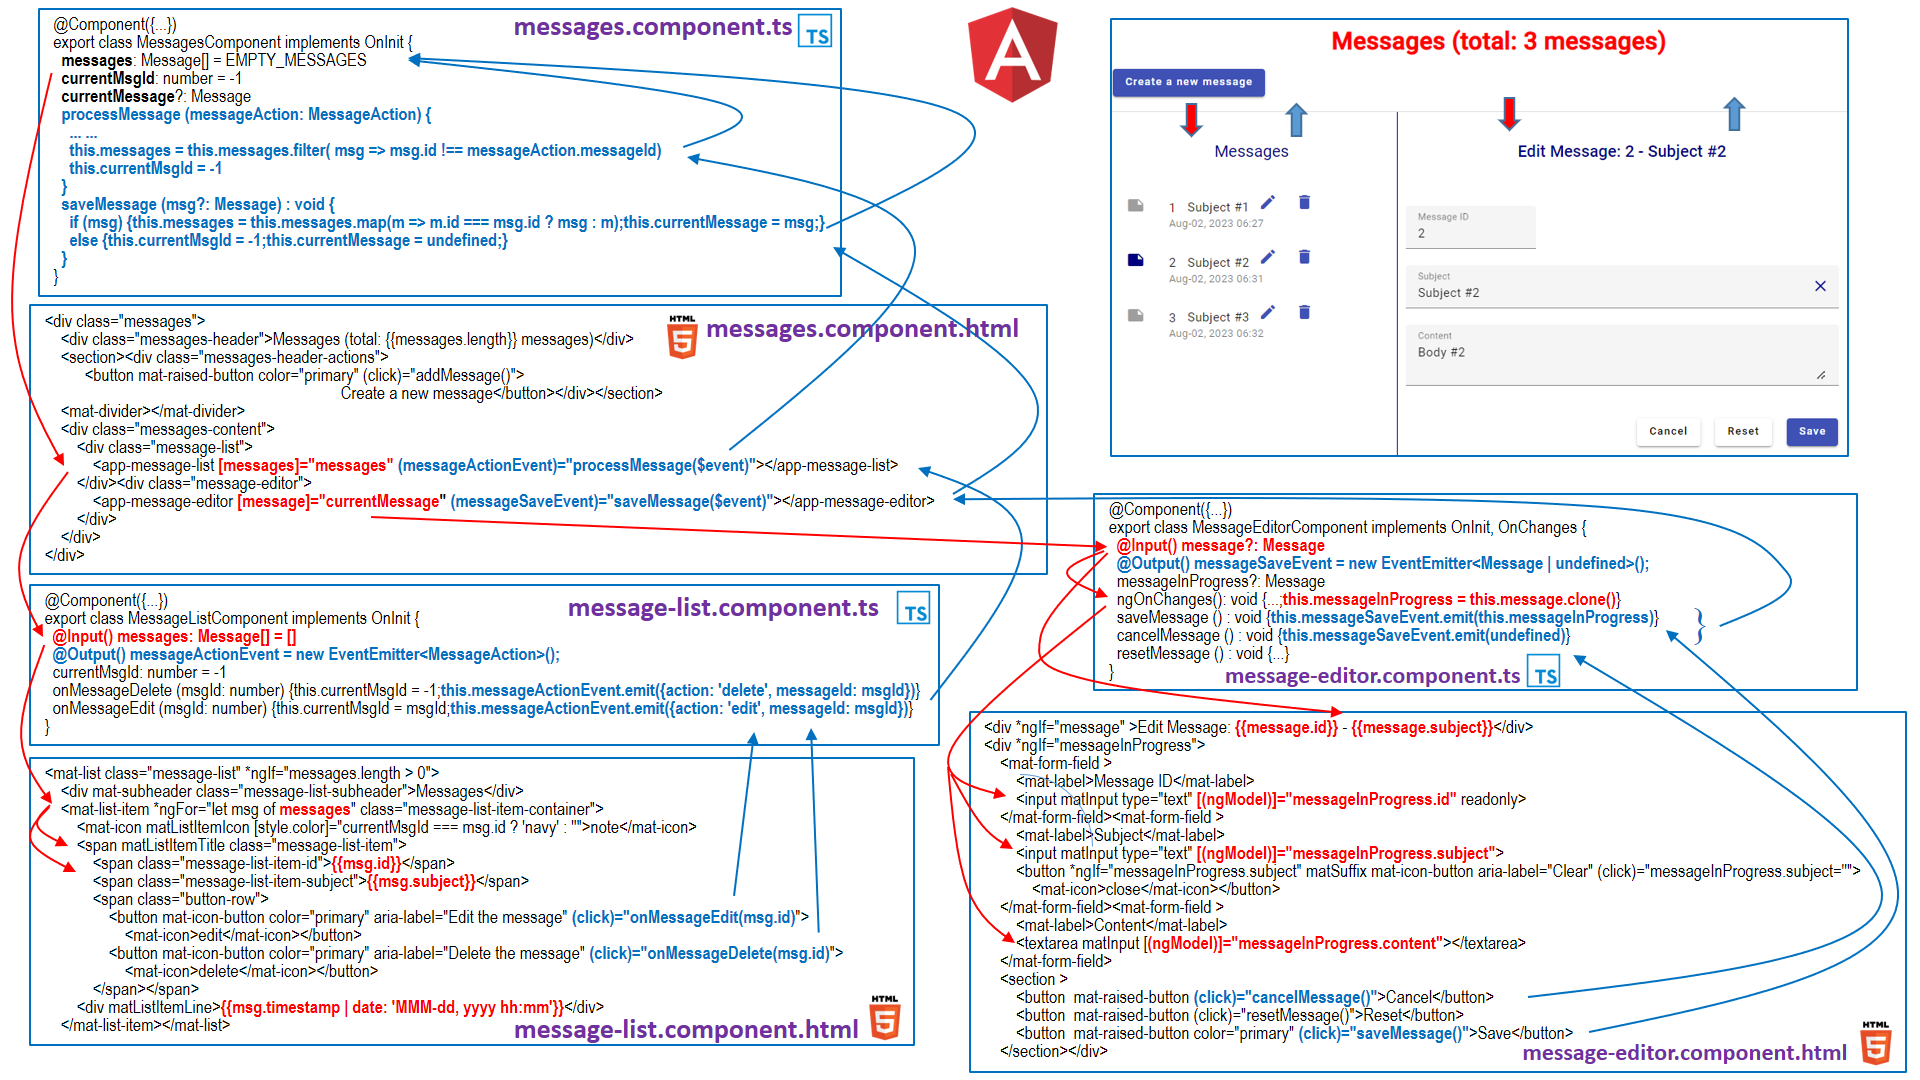 @Component({...})
messages.component.ts
TS
export class MessagesComponent implements OnInit {
messages: Message[] = EMPTY_MESSAGES
currentMsgId: number = -1
currentMessage?: Message
processMessage (messageAction: MessageAction) {
... ...
this.messages = this.messages.filter( msg => msg.id !== messageAction.messageId)
this.currentMsgId = -1
}
saveMessage (msg?: Message) : void {
if (msg) {this.messages = this.messages.map(m => m.id === msg.id ? msg : m);this.currentMessage = msg;}
else {this.currentMsgId = -1;this.currentMessage = undefined;}
}
}
A
Messages (total: 3 messages)
Create a new message
Messages
1 Subject #1
Aug-02, 2023 06:27
2 Subject #2
Aug-02, 2023 06:31
3 Subject #3
Aug-02, 2023 06:32
Edit Message: 2 - Subject #2
Message ID
2
Subject
Subject #2
Content
Body #2
Cancel Reset Save
<div class="messages">
HTML
5
messages.component.html
<div class="messages-header">Messages (total: {{messages.length}} messages)</div>
<section><div class="messages-header-actions">
<button mat-raised-button color="primary" (click)="addMessage()">
Create a new message</button></div></section>
<mat-divider></mat-divider>
<div class="messages-content">
<div class="message-list">
<app-message-list [messages]="messages" (messageActionEvent)="processMessage($event)"></app-message-list>
</div><div class="message-editor">
<app-message-editor [message]="currentMessage" (messageSaveEvent)="saveMessage($event)"></app-message-editor>
</div>
</div>
</div>
@Component({...})
message-list.component.ts
TS
export class MessageListComponent implements OnInit {
@Input() messages: Message[] = []
@Output() messageActionEvent = new EventEmitter<MessageAction>();
currentMsgId: number = -1
onMessageDelete (msgId: number) {this.currentMsgId = -1;this.messageActionEvent.emit({action: 'delete', messageId: msgId})}
onMessageEdit (msgId: number) {this.currentMsgId = msgId;this.messageActionEvent.emit({action: 'edit', messageId: msgId})}
}
<mat-list class="message-list" *ngIf="messages.length > 0">
<div mat-subheader class="message-list-subheader">Messages</div>
<mat-list-item *ngFor="let msg of messages" class="message-list-item-container">
<mat-icon matListItemIcon [style.color]="currentMsgId === msg.id ? 'navy' : ''">note</mat-icon>
<span matListItemTitle class="message-list-item">
<span class="message-list-item-id">{{msg.id}}</span>
<span class="message-list-item-subject">{{msg.subject}}</span>
<span class="button-row">
<button mat-icon-button color="primary" aria-label="Edit the message" (click)="onMessageEdit(msg.id)">
<mat-icon>edit</mat-icon></button>
<button mat-icon-button color="primary" aria-label="Delete the message" (click)="onMessageDelete(msg.id)">
<mat-icon>delete</mat-icon></button>
</span></span>
<div matListItemLine>{{msg.timestamp | date: 'MMM-dd, yyyy hh:mm'}}</div>
</mat-list-item></mat-list>
message-list.component.html
HTML
5
@Component({...})
export class MessageEditorComponent implements OnInit, OnChanges {
@Input() message?: Message
@Output() messageSaveEvent = new EventEmitter<Message | undefined>();
messageInProgress?: Message
ngOnChanges(): void {...;this.messageInProgress = this.message.clone()}
saveMessage () : void {this.messageSaveEvent.emit(this.messageInProgress)}
cancelMessage () : void {this.messageSaveEvent.emit(undefined)}
}
resetMessage () : void {...}
}
message-editor.component.ts
TS
<div *ngIf="message" >Edit Message: {{message.id}} - {{message.subject}}</div>
<div *ngIf="messageInProgress">
<mat-form-field >
<mat-label>Message ID</mat-label>
<input matInput type="text" [(ngModel)]="messageInProgress.id" readonly>
</mat-form-field><mat-form-field >
<mat-label>Subject</mat-label>
<input matInput type="text" [(ngModel)]="messageInProgress.subject">
<button *ngIf="messageInProgress.subject" matSuffix mat-icon-button aria-label="Clear" (click)="messageInProgress.subject=''">
<mat-icon>close</mat-icon></button>
</mat-form-field><mat-form-field >
<mat-label>Content</mat-label>
<textarea matInput [(ngModel)]="messageInProgress.content"></textarea>
</mat-form-field>
<section >
<button mat-raised-button (click)="cancelMessage()">Cancel</button>
<button mat-raised-button (click)="resetMessage()">Reset</button>
<button mat-raised-button color="primary" (click)="saveMessage()">Save</button>
</section></div>
message-editor.component.html
HTML
5